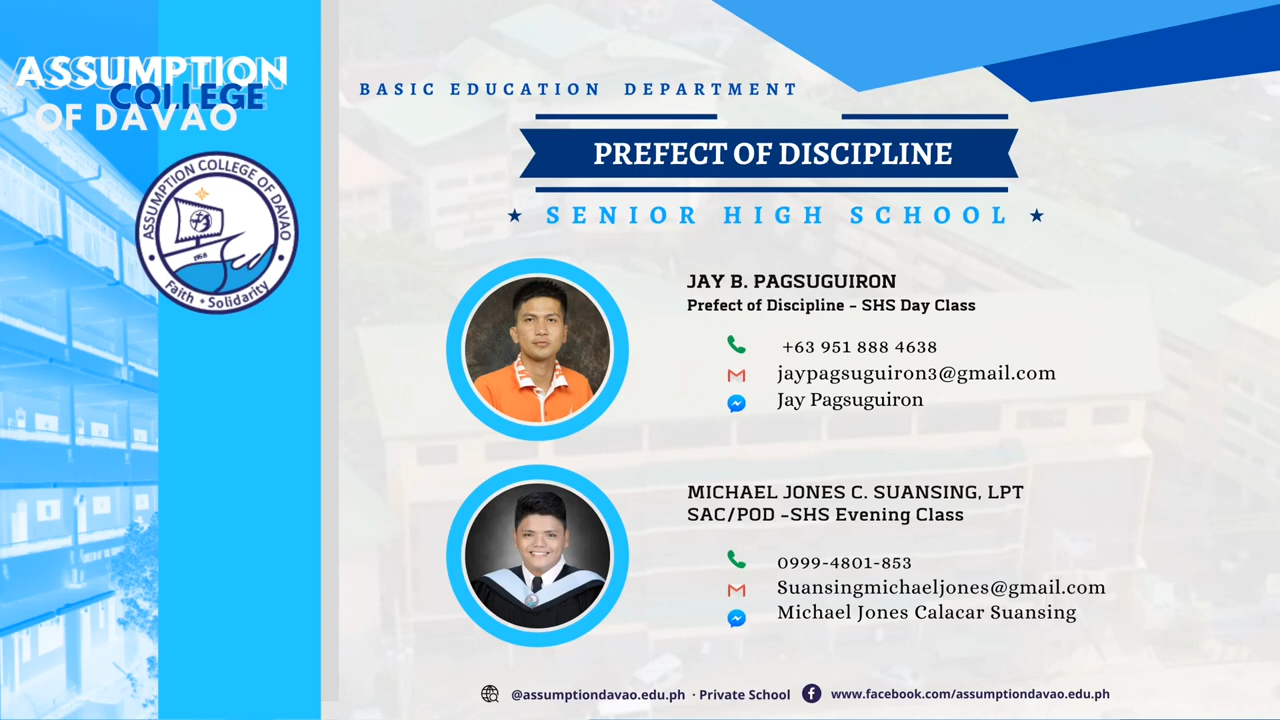 ASSUMPTION
COLLEGE
OF DAVAO
ASSUMPTION COLLEGE OF DAVAO
1958
Faith • Solidarity
BASIC EDUCATION DEPARTMENT
PREFECT OF DISCIPLINE
★ SENIOR HIGH SCHOOL ★
JAY B. PAGSUGUIRON
Prefect of Discipline – SHS Day Class
+63 951 888 4638
jaypagsuguiron3@gmail.com
Jay Pagsuguiron
MICHAEL JONES C. SUANSING, LPT
SAC/POD –SHS Evening Class
0999-4801-853
Suansingmichaeljones@gmail.com
Michael Jones Calacar Suansing
@assumptiondavao.edu.ph · Private School www.facebook.com/assumptiondavao.edu.ph